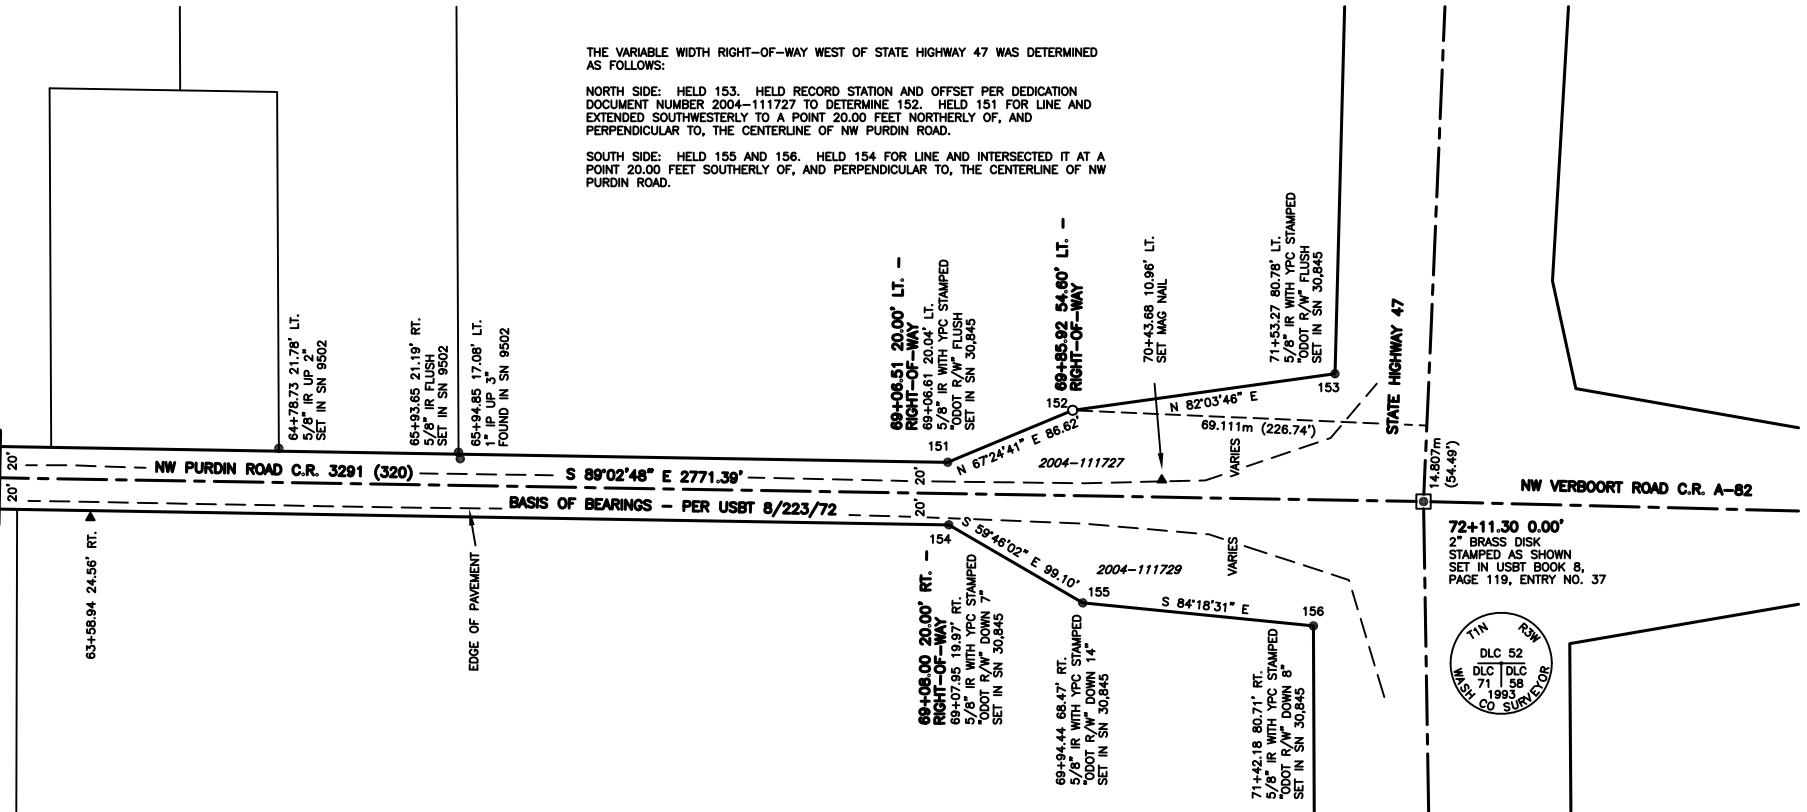 THE VARIABLE WIDTH RIGHT-OF-WAY WEST OF STATE HIGHWAY 47 WAS DETERMINED
AS FOLLOWS:
NORTH SIDE: HELD 153. HELD RECORD STATION AND OFFSET PER DEDICATION
DOCUMENT NUMBER 2004-111727 TO DETERMINE 152. HELD 151 FOR LINE AND
EXTENDED SOUTHWESTERLY TO A POINT 20.00 FEET NORTHERLY OF, AND
PERPENDICULAR TO, THE CENTERLINE OF NW PURDIN ROAD.
SOUTH SIDE: HELD 155 AND 156. HELD 154 FOR LINE AND INTERSECTED IT AT A
POINT 20.00 FEET SOUTHERLY OF, AND PERPENDICULAR TO, THE CENTERLINE OF NW
PURDIN ROAD.
64+78.73 21.78' LT.
5/8" IR UP 2"
SET IN SN 9502
65+93.65 21.19' RT.
5/8" IR FLUSH
SET IN SN 9502
65+94.85 17.08' LT.
1" IP UP 3"
FOUND IN SN 9502
69+06.51 20.00' LT. -
RIGHT-OF-WAY
69+06.61 20.04' LT.
5/8" IR WITH YPC STAMPED
"ODOT R/W" FLUSH
SET IN SN 30,845
69+85.92 54.60' LT. -
RIGHT-OF-WAY
70+43.68 10.96' LT.
SET MAG NAIL
71+53.27 80.78' LT.
5/8" IR WITH YPC STAMPED
"ODOT R/W" FLUSH
SET IN SN 30,845
STATE HIGHWAY 47
151
152
153
N 67°24'41" E 86.62'
N 82°03'46" E
69.111m (226.74')
2004-111727
VARIES
14.807m
(54.49')
20'
20'
NW PURDIN ROAD C.R. 3291 (320)
S 89°02'48" E 2771.39'
BASIS OF BEARINGS - PER USBT 8/223/72
20'
20'
NW VERBOORT ROAD C.R. A-82
72+11.30 0.00'
2" BRASS DISK
STAMPED AS SHOWN
SET IN USBT BOOK 8,
PAGE 119, ENTRY NO. 37
63+58.94 24.56' RT.
EDGE OF PAVEMENT
154
155
156
S 59°46'02" E 99.10'
2004-111729
VARIES
S 84°18'31" E
69+08.00 20.00' RT. -
RIGHT-OF-WAY
69+07.95 19.97' RT.
5/8" IR WITH YPC STAMPED
"ODOT R/W" DOWN 7"
SET IN SN 30,845
69+94.44 68.47' RT.
5/8" IR WITH YPC STAMPED
"ODOT R/W" DOWN 14"
SET IN SN 30,845
71+42.18 80.71' RT.
5/8" IR WITH YPC STAMPED
"ODOT R/W" DOWN 8"
SET IN SN 30,845
T1N R3W
DLC 52
DLC DLC
71 58
1993
WASH CO SURVEYOR